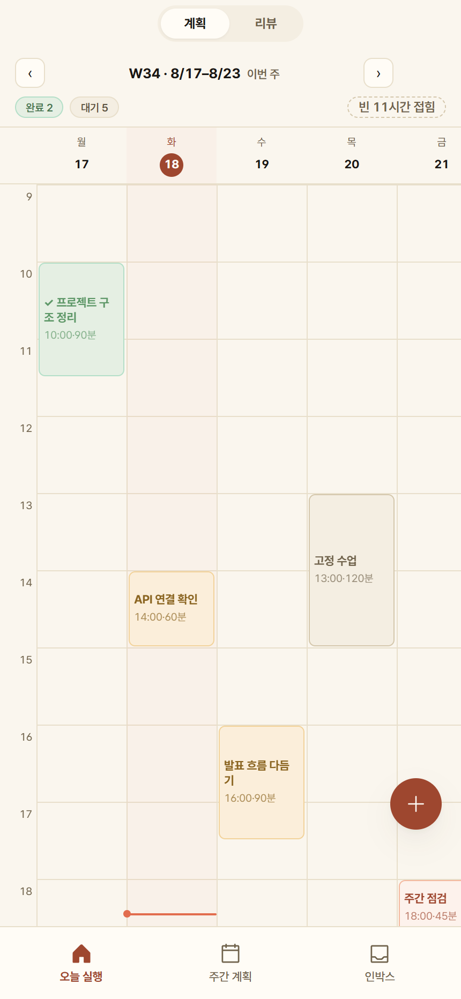 계획 리뷰
‹ W34 · 8/17–8/23 이번 주 ›
완료 2 대기 5 빈 11시간 접힘
월 화 수 목 금
17 18 19 20 21
9
10
✓ 프로젝트 구
조 정리
10:00·90분
11
12
13
고정 수업
13:00·120분
14
API 연결 확인
14:00·60분
15
16
발표 흐름 다듬
기
16:00·90분
17
18
주간 점검
18:00·45분
오늘 실행 주간 계획 인박스